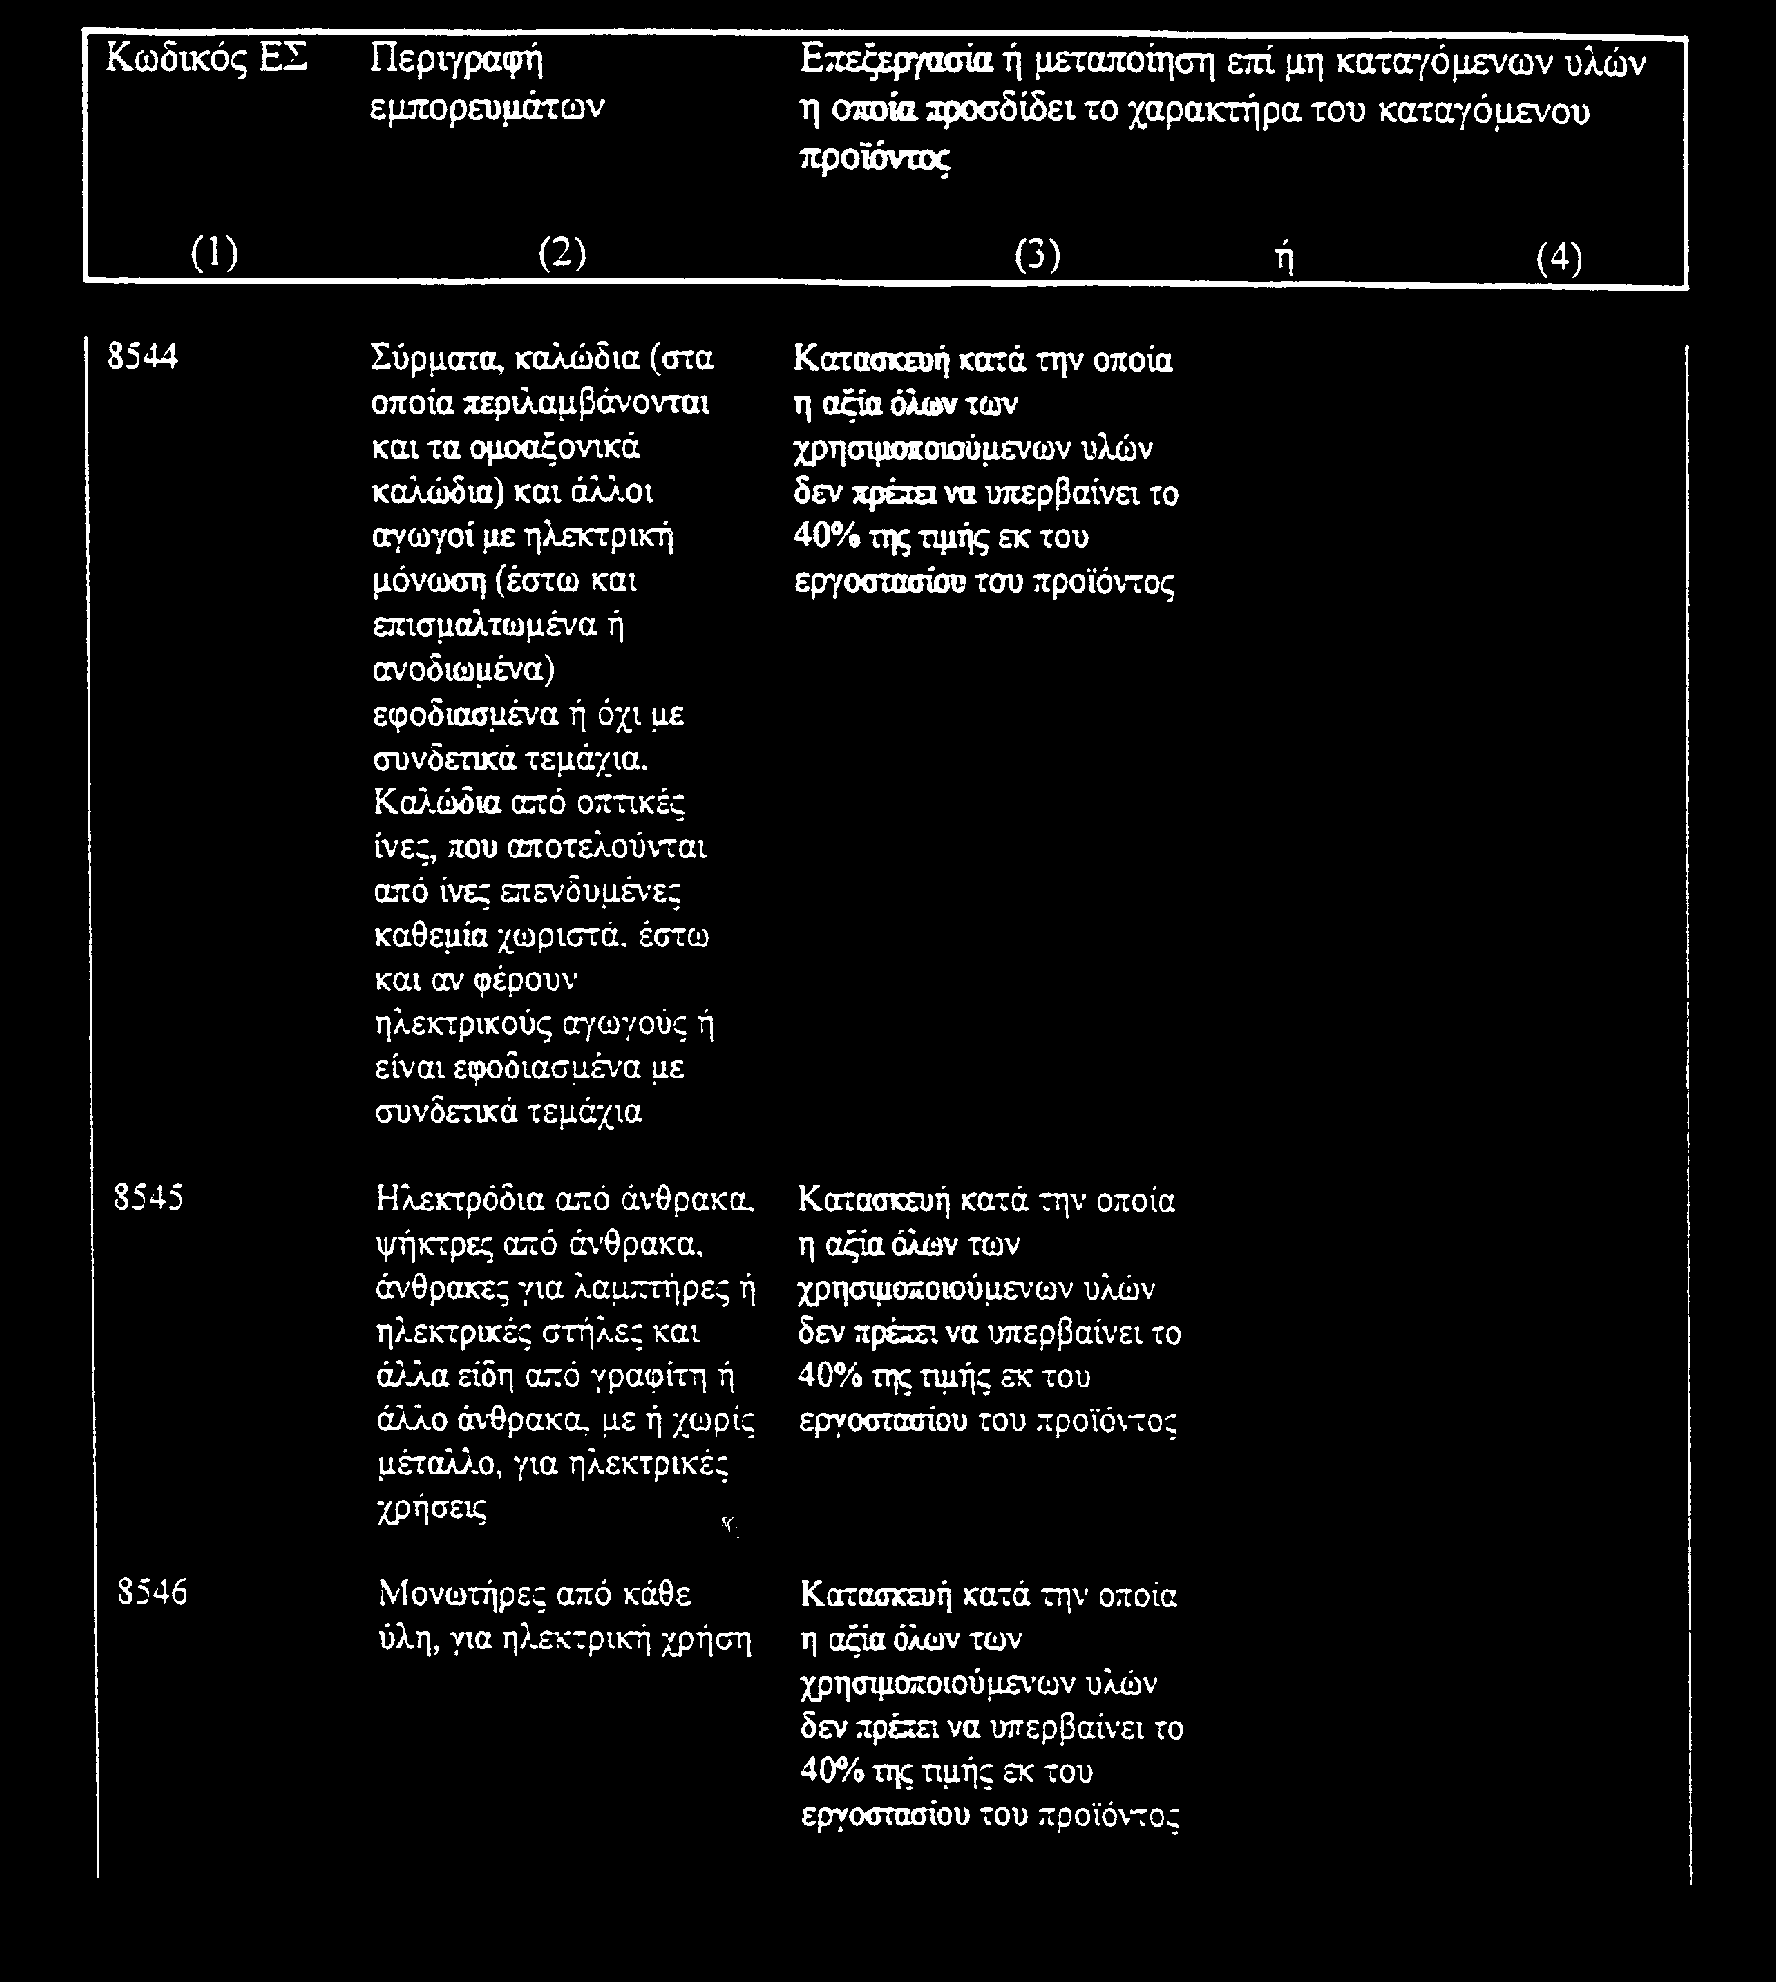 Κωδικός ΕΣ
Περιγραφή
εμπορευμάτων
Επεξεργασία ή μεταποίηση επί μη καταγόμενων υλών
η οποία προσδίδει το χαρακτήρα του καταγόμενου
προϊόντος
(1) (2) (3) ή (4)
8544
Σύρματα, καλώδια (στα
οποία περιλαμβάνονται
και τα ομοαξονικά
καλώδια) και άλλοι
αγωγοί με ηλεκτρική
μόνωση (έστω και
επισμαλτωμένα ή
ανοδιωμένα)
εφοδιασμένα ή όχι με
συνδετικά τεμάχια.
Καλώδια από οπτικές
ίνες, που αποτελούνται
από ίνες επενδυμένες
καθεμία χωριστά, έστω
και αν φέρουν
ηλεκτρικούς αγωγούς ή
είναι εφοδιασμένα με
συνδετικά τεμάχια
Κατασκευή κατά την οποία
η αξία όλων των
χρησιμοποιούμενων υλών
δεν πρέπει να υπερβαίνει το
40% της τιμής εκ του
εργοστασίου του προϊόντος
8545
Ηλεκτρόδια από άνθρακα,
ψήκτρες από άνθρακα,
άνθρακες για λαμπτήρες ή
ηλεκτρικές στήλες και
άλλα είδη από γραφίτη ή
άλλο άνθρακα, με ή χωρίς
μέταλλο, για ηλεκτρικές
χρήσεις
Κατασκευή κατά την οποία
η αξία όλων των
χρησιμοποιούμενων υλών
δεν πρέπει να υπερβαίνει το
40% της τιμής εκ του
εργοστασίου του προϊόντος
8546
Μονωτήρες από κάθε
ύλη, για ηλεκτρική χρήση
Κατασκευή κατά την οποία
η αξία όλων των
χρησιμοποιούμενων υλών
δεν πρέπει να υπερβαίνει το
40% της τιμής εκ του
εργοστασίου του προϊόντος